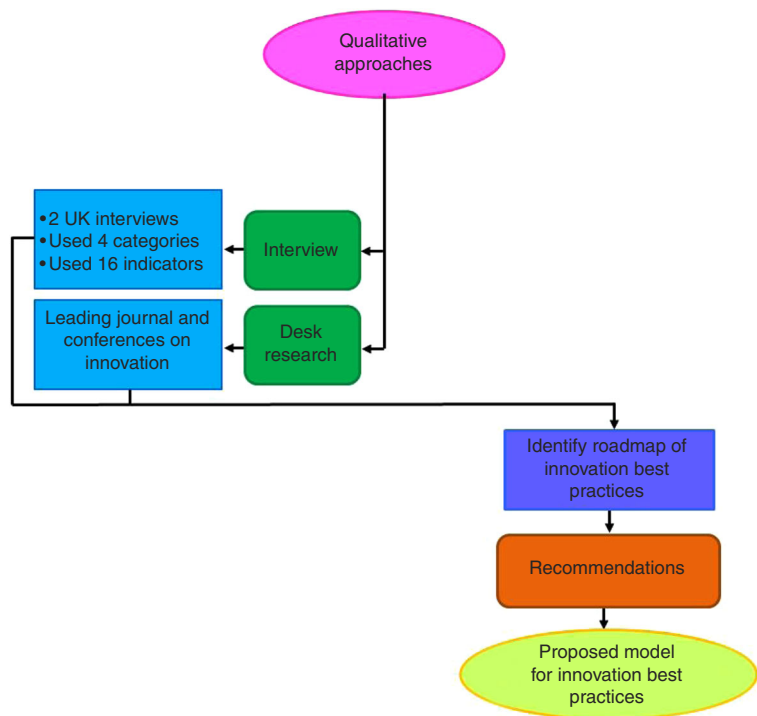 Qualitative
approaches
•2 UK interviews
•Used 4 categories
•Used 16 indicators
Interview
Leading journal and
conferences on
innovation
Desk
research
Identify roadmap of
innovation best
practices
Recommendations
Proposed model
for innovation best
practices